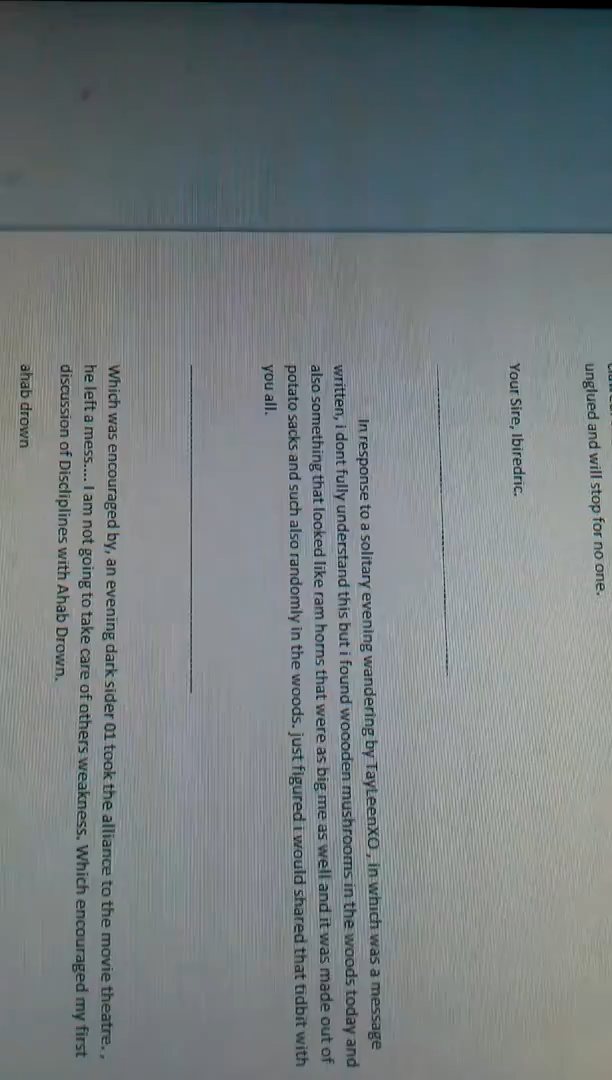 unglued and will stop for no one.
Your Sire, Ibiredric.
In response to a solitary evening wandering by TayLeenXO , in which was a message
written, i dont fully understand this but i found woooden mushrooms in the woods today and
also something that looked like ram horns that were as big me as well and it was made out of
potato sacks and such also randomly in the woods. just figured i would shared that tidbit with
you all.
Which was encouraged by, an evening dark sider 01 took the alliance to the movie theatre. ,
he left a mess.... I am not going to take care of others weakness. Which encouraged my first
discussion of Discliplines with Ahab Drown.
ahab drown